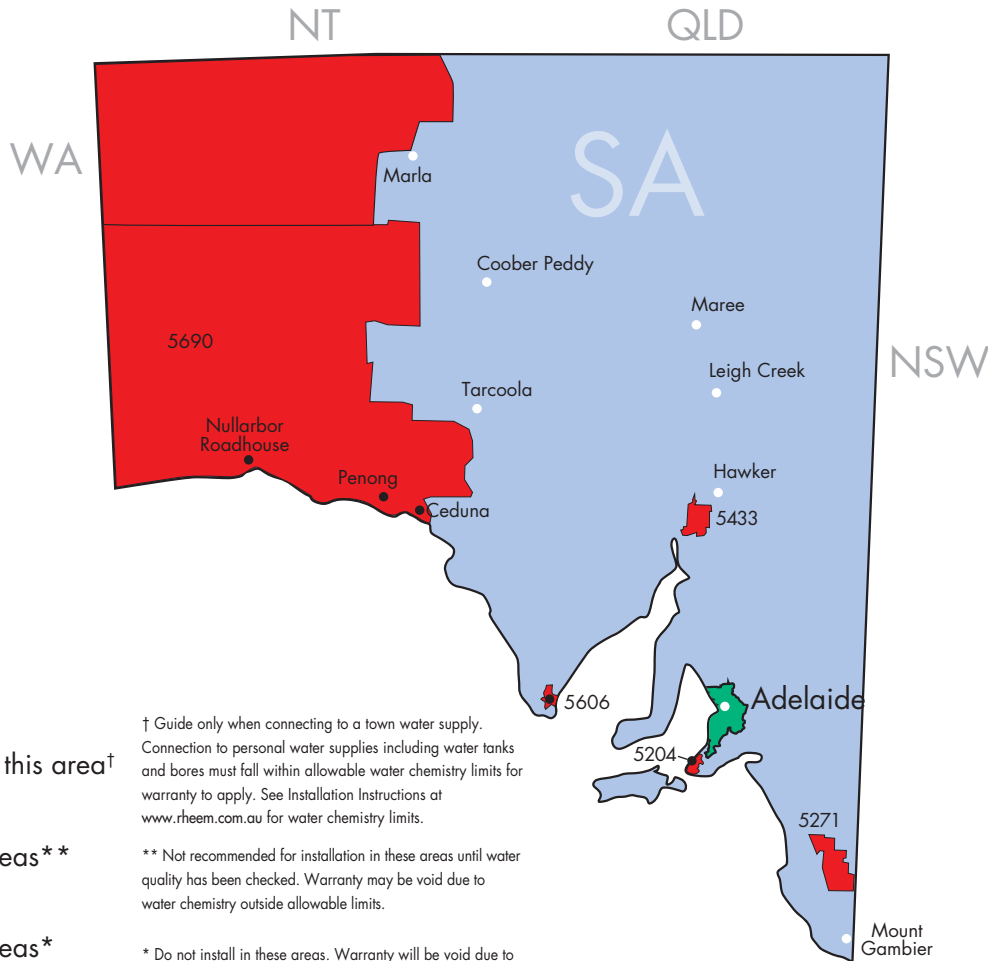 NT
QLD
WA
SA
Marla
Coober Peddy
Maree
5690
NSW
Leigh Creek
Tarcoola
Nullarbor
Roadhouse
Hawker
Penong
Ceduna
5433
5606
Adelaide
5204
5271
Mount
Gambier
this area†
† Guide only when connecting to a town water supply.
Connection to personal water supplies including water tanks
and bores must fall within allowable water chemistry limits for
warranty to apply. See Installation Instructions at
www.rheem.com.au for water chemistry limits.
eas**
** Not recommended for installation in these areas until water
quality has been checked. Warranty may be void due to
water chemistry outside allowable limits.
eas*
* Do not install in these areas. Warranty will be void due to